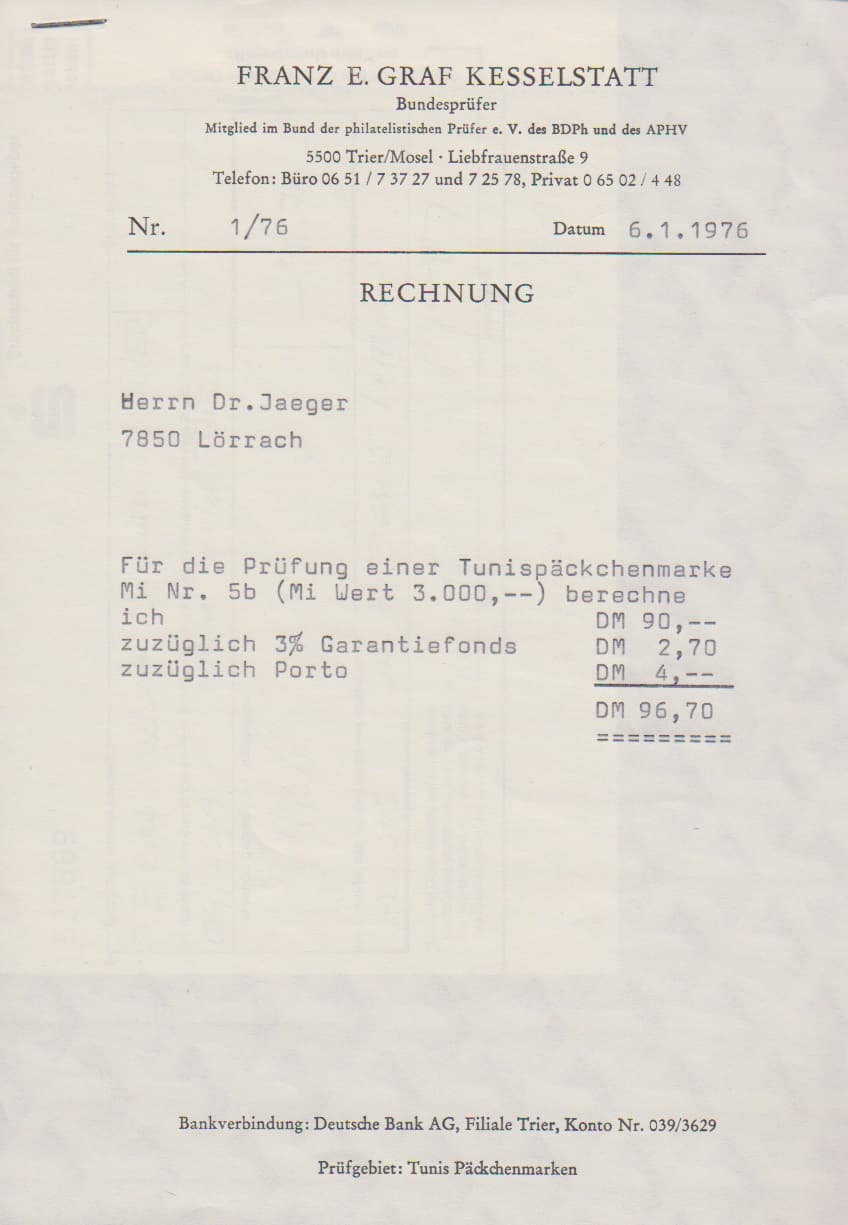 FRANZ E. GRAF KESSELSTATT
Bundesprüfer
Mitglied im Bund der philatelistischen Prüfer e. V. des BDPh und des APHV
5500 Trier/Mosel · Liebfrauenstraße 9
Telefon: Büro 06 51 / 7 37 27 und 7 25 78, Privat 0 65 02 / 4 48
Nr. 1/76 Datum 6.1.1976
RECHNUNG
Herrn Dr.Jaeger
7850 Lörrach
Für die Prüfung einer Tunispäckchenmarke
Mi Nr. 5b (Mi Wert 3.000,--) berechne
ich DM 90,--
zuzüglich 3% Garantiefonds DM 2,70
zuzüglich Porto DM 4,--
DM 96,70
=========
Bankverbindung: Deutsche Bank AG, Filiale Trier, Konto Nr. 039/3629
Prüfgebiet: Tunis Päckchenmarken